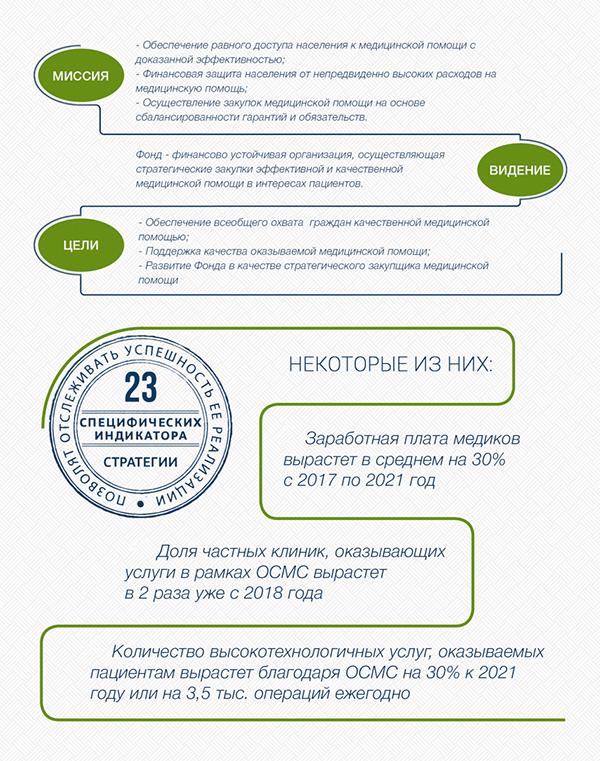 МИССИЯ
- Обеспечение равного доступа населения к медицинской помощи с
доказанной эффективностью;
- Финансовая защита населения от непредвиденно высоких расходов на
медицинскую помощь;
- Осуществление закупок медицинской помощи на основе
сбалансированности гарантий и обязательств.
Фонд - финансово устойчивая организация, осуществляющая
стратегические закупки эффективной и качественной
медицинской помощи в интересах пациентов.
ВИДЕНИЕ
ЦЕЛИ
- Обеспечение всеобщего охвата граждан качественной медицинской
помощью;
- Поддержка качества оказываемой медицинской помощи;
- Развитие Фонда в качестве стратегического закупщика медицинской
помощи
23
СПЕЦИФИЧЕСКИХ
ИНДИКАТОРА
СТРАТЕГИИ
ПОЗВОЛЯТ ОТСЛЕЖИВАТЬ УСПЕШНОСТЬ ЕЕ РЕАЛИЗАЦИИ
НЕКОТОРЫЕ ИЗ НИХ:
Заработная плата медиков
вырастет в среднем на 30%
с 2017 по 2021 год
Доля частных клиник, оказывающих
услуги в рамках ОСМС вырастет
в 2 раза уже с 2018 года
Количество высокотехнологичных услуг, оказываемых
пациентам вырастет благодаря ОСМС на 30% к 2021
году или на 3,5 тыс. операций ежегодно